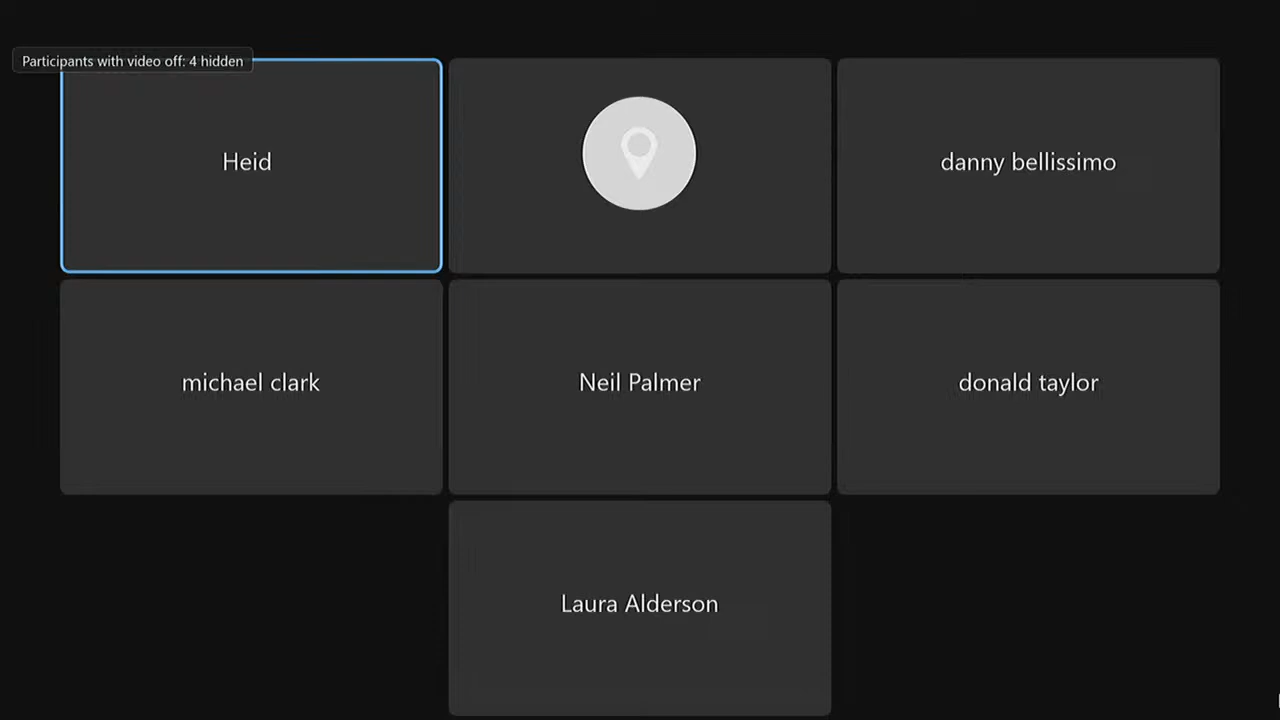 Participants with video off: 4 hidden
Heid
danny bellissimo
michael clark
Neil Palmer
donald taylor
Laura Alderson